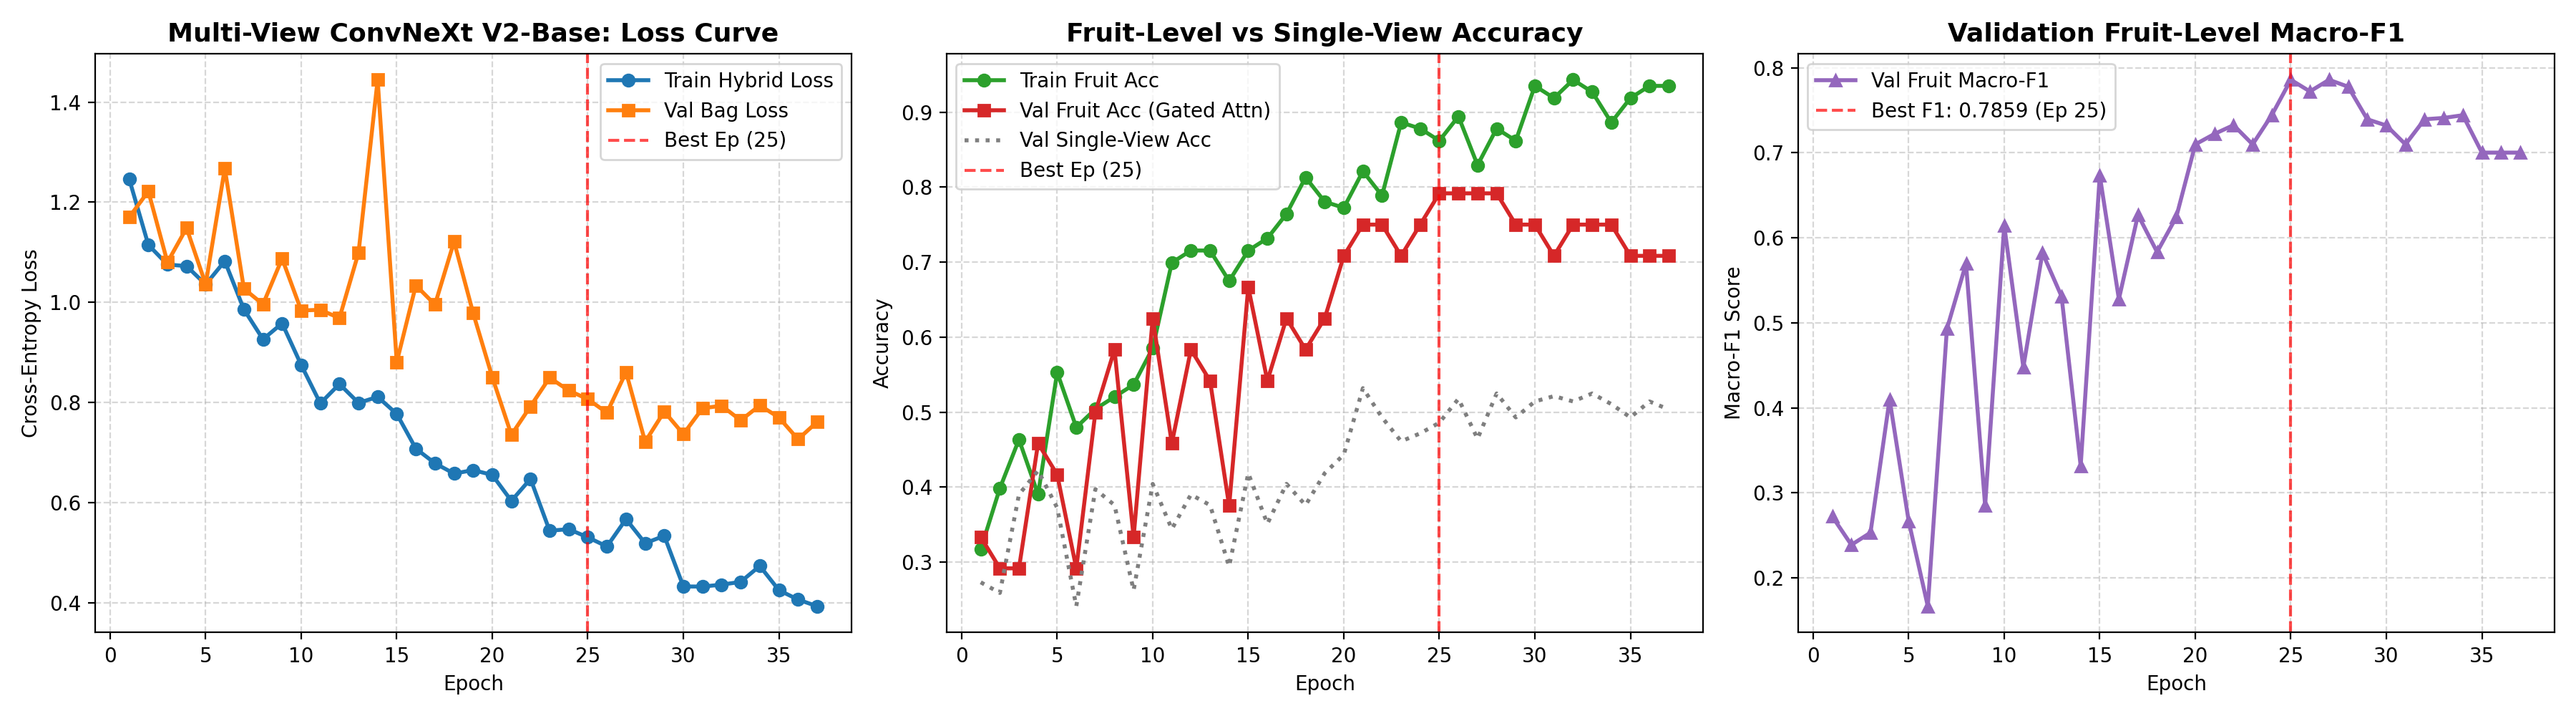 Multi-View ConvNeXt V2-Base: Loss Curve
Train Hybrid Loss
Val Bag Loss
Best Ep (25)
Cross-Entropy Loss
1.4
1.2
1.0
0.8
0.6
0.4
0 5 10 15 20 25 30 35
Epoch
Fruit-Level vs Single-View Accuracy
Train Fruit Acc
Val Fruit Acc (Gated Attn)
Val Single-View Acc
Best Ep (25)
Accuracy
0.9
0.8
0.7
0.6
0.5
0.4
0.3
0 5 10 15 20 25 30 35
Epoch
Validation Fruit-Level Macro-F1
Val Fruit Macro-F1
Best F1: 0.7859 (Ep 25)
Macro-F1 Score
0.8
0.7
0.6
0.5
0.4
0.3
0.2
0 5 10 15 20 25 30 35
Epoch